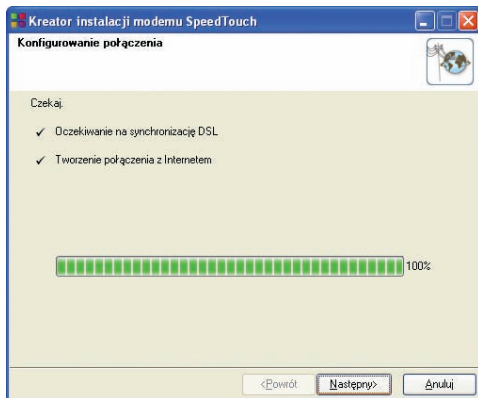 Kreator instalacji modemu SpeedTouch
Konfigurowanie połączenia
Czekaj.
Oczekiwanie na synchronizację DSL
Tworzenie połączenia z Internetem
100%
<Powrót Następny> Anuluj